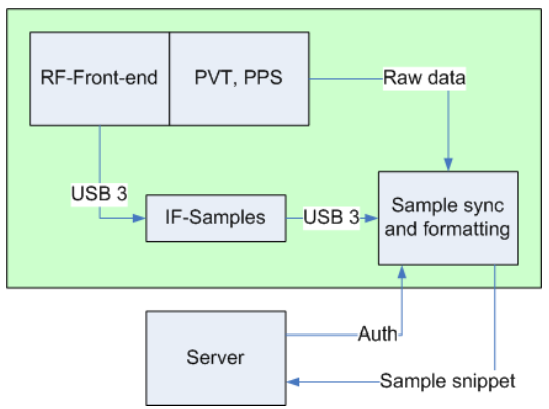 RF-Front-end
PVT, PPS
Raw data
USB 3
IF-Samples
USB 3
Sample sync
and formatting
Server
Auth
Sample snippet